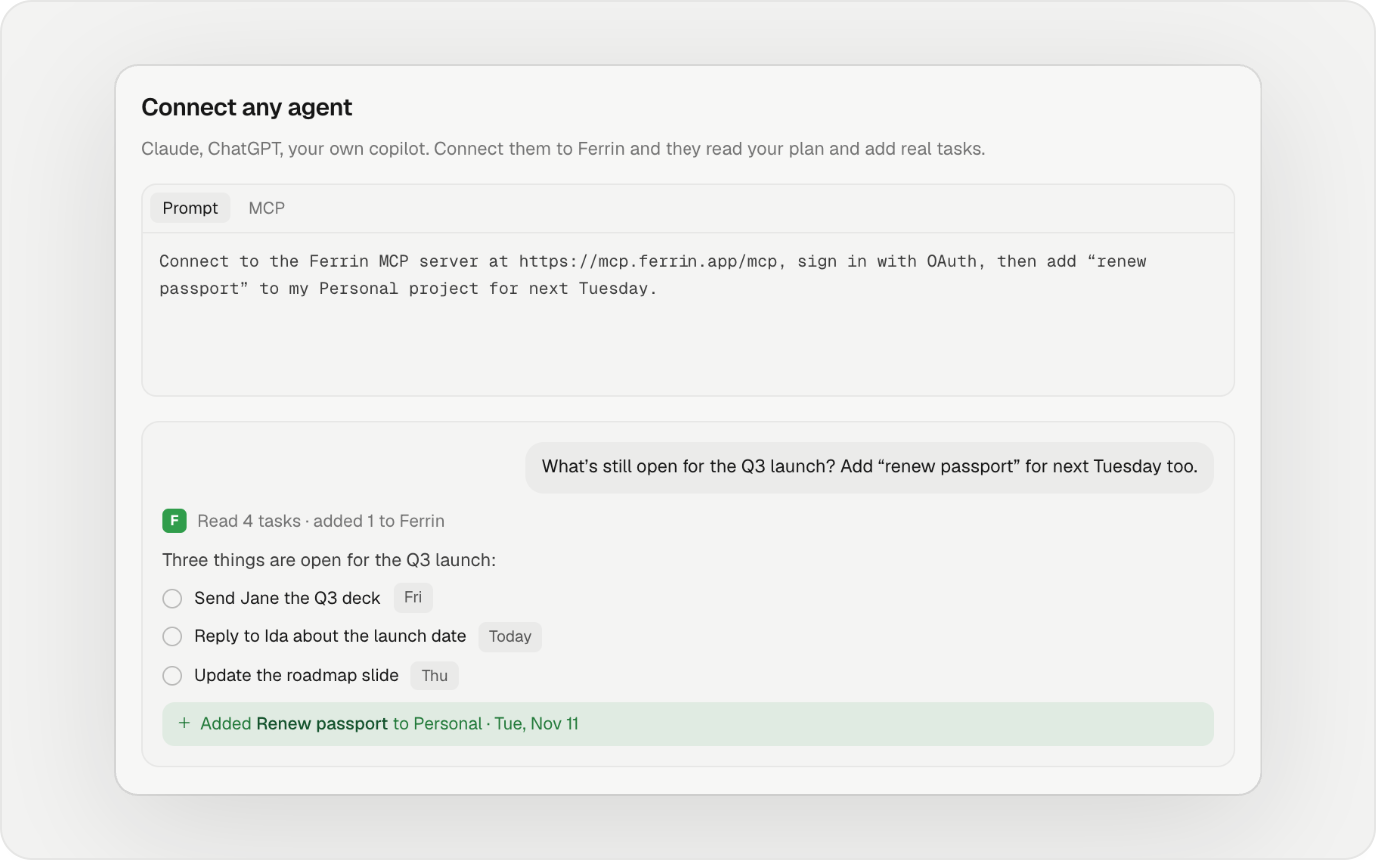 Connect any agent
Claude, ChatGPT, your own copilot. Connect them to Ferrin and they read your plan and add real tasks.
Prompt MCP
Connect to the Ferrin MCP server at https://mcp.ferrin.app/mcp, sign in with OAuth, then add “renew
passport” to my Personal project for next Tuesday.
What’s still open for the Q3 launch? Add “renew passport” for next Tuesday too.
F Read 4 tasks · added 1 to Ferrin
Three things are open for the Q3 launch:
Send Jane the Q3 deck Fri
Reply to Ida about the launch date Today
Update the roadmap slide Thu
+ Added Renew passport to Personal · Tue, Nov 11